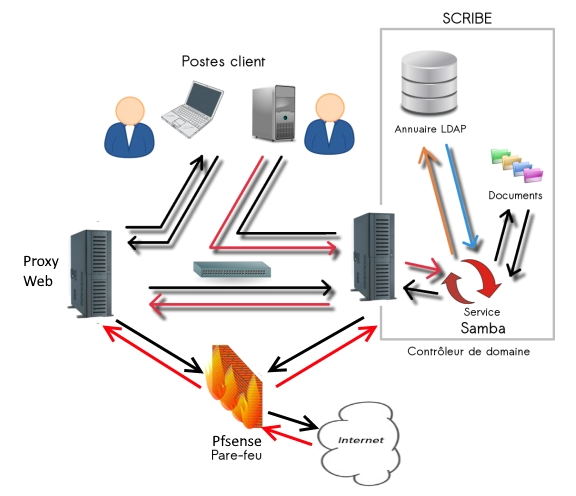 SCRIBE
Postes client
Annuaire LDAP
Documents
Proxy
Web
Service
Samba
Contrôleur de domaine
Pfsense
Pare-feu
Internet